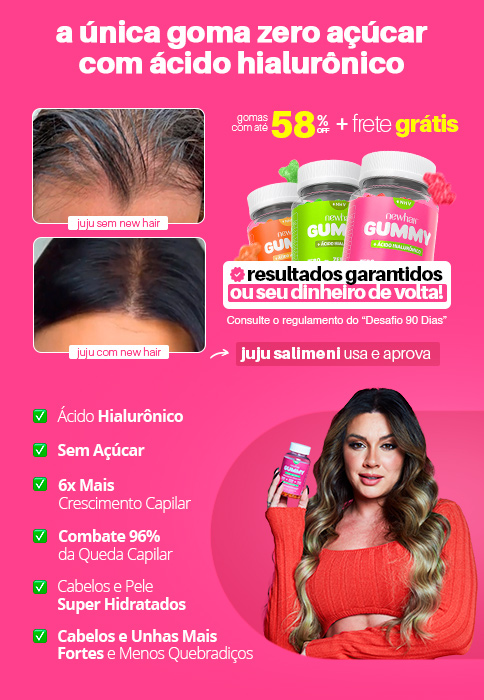 a única goma zero açúcar
com ácido hialurônico
gomas
com até
58% OFF
+ frete grátis
juju sem new hair
newhair
GUMMY
+ ÁCIDO HIALURÔNICO
resultados garantidos
ou seu dinheiro de volta!
Consulte o regulamento do “Desafio 90 Dias”
juju com new hair
juju salimeni usa e aprova
Ácido Hialurônico
Sem Açúcar
6x Mais
Crescimento Capilar
Combate 96%
da Queda Capilar
Cabelos e Pele
Super Hidratados
Cabelos e Unhas Mais
Fortes e Menos Quebradiços
GUMMY